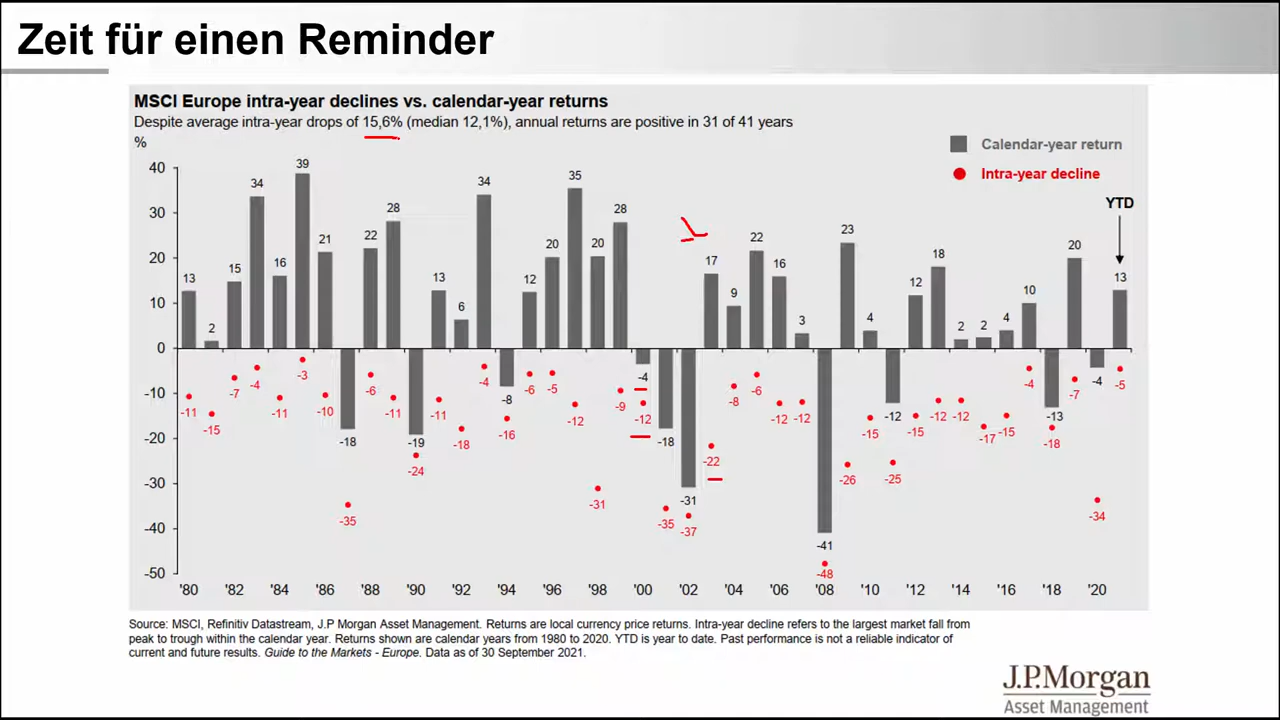 Zeit für einen Reminder
MSCI Europe intra-year declines vs. calendar-year returns
Despite average intra-year drops of 15,6% (median 12,1%), annual returns are positive in 31 of 41 years
%
Calendar-year return
Intra-year decline
YTD
40
30
20
10
0
-10
-20
-30
-40
-50
13 2 15 34 16 39 21 -18 22 28 -19 13 6 34 -8 12 20 35 20 28 -4 -18 -31 17 9 22 16 3 -41 23 4 -12 12 18 2 2 4 10 -13 20 -4 13
-11 -15 -7 -4 -11 -3 -10 -35 -6 -11 -24 -11 -18 -4 -16 -6 -5 -12 -31 -9 -12 -35 -37 -22 -8 -6 -12 -12 -48 -26 -15 -25 -15 -12 -12 -17 -15 -4 -18 -7 -34 -5
'80 '82 '84 '86 '88 '90 '92 '94 '96 '98 '00 '02 '04 '06 '08 '10 '12 '14 '16 '18 '20
Source: MSCI, Refinitiv Datastream, J.P Morgan Asset Management. Returns are local currency price returns. Intra-year decline refers to the largest market fall from
peak to trough within the calendar year. Returns shown are calendar years from 1980 to 2020. YTD is year to date. Past performance is not a reliable indicator of
current and future results. Guide to the Markets - Europe. Data as of 30 September 2021.
J.P.Morgan
Asset Management